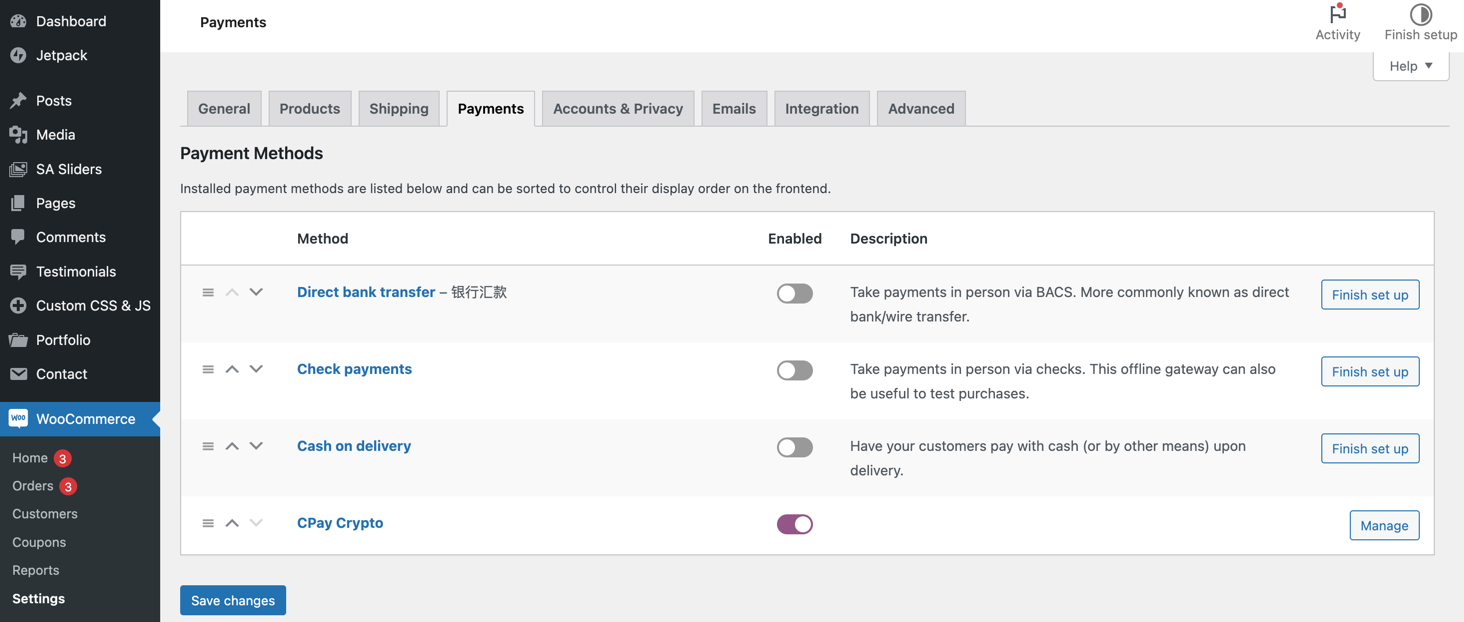 Dashboard
Jetpack
Posts
Media
SA Sliders
Pages
Comments
Testimonials
Custom CSS & JS
Portfolio
Contact
WOO WooCommerce
Home 3
Orders 3
Customers
Coupons
Reports
Settings
Payments
Activity
Finish setup
Help
General
Products
Shipping
Payments
Accounts & Privacy
Emails
Integration
Advanced
Payment Methods
Installed payment methods are listed below and can be sorted to control their display order on the frontend.
Method Enabled Description
Direct bank transfer – 银行汇款
Take payments in person via BACS. More commonly known as direct
bank/wire transfer.
Finish set up
Check payments
Take payments in person via checks. This offline gateway can also
be useful to test purchases.
Finish set up
Cash on delivery
Have your customers pay with cash (or by other means) upon
delivery.
Finish set up
CPay Crypto
Manage
Save changes